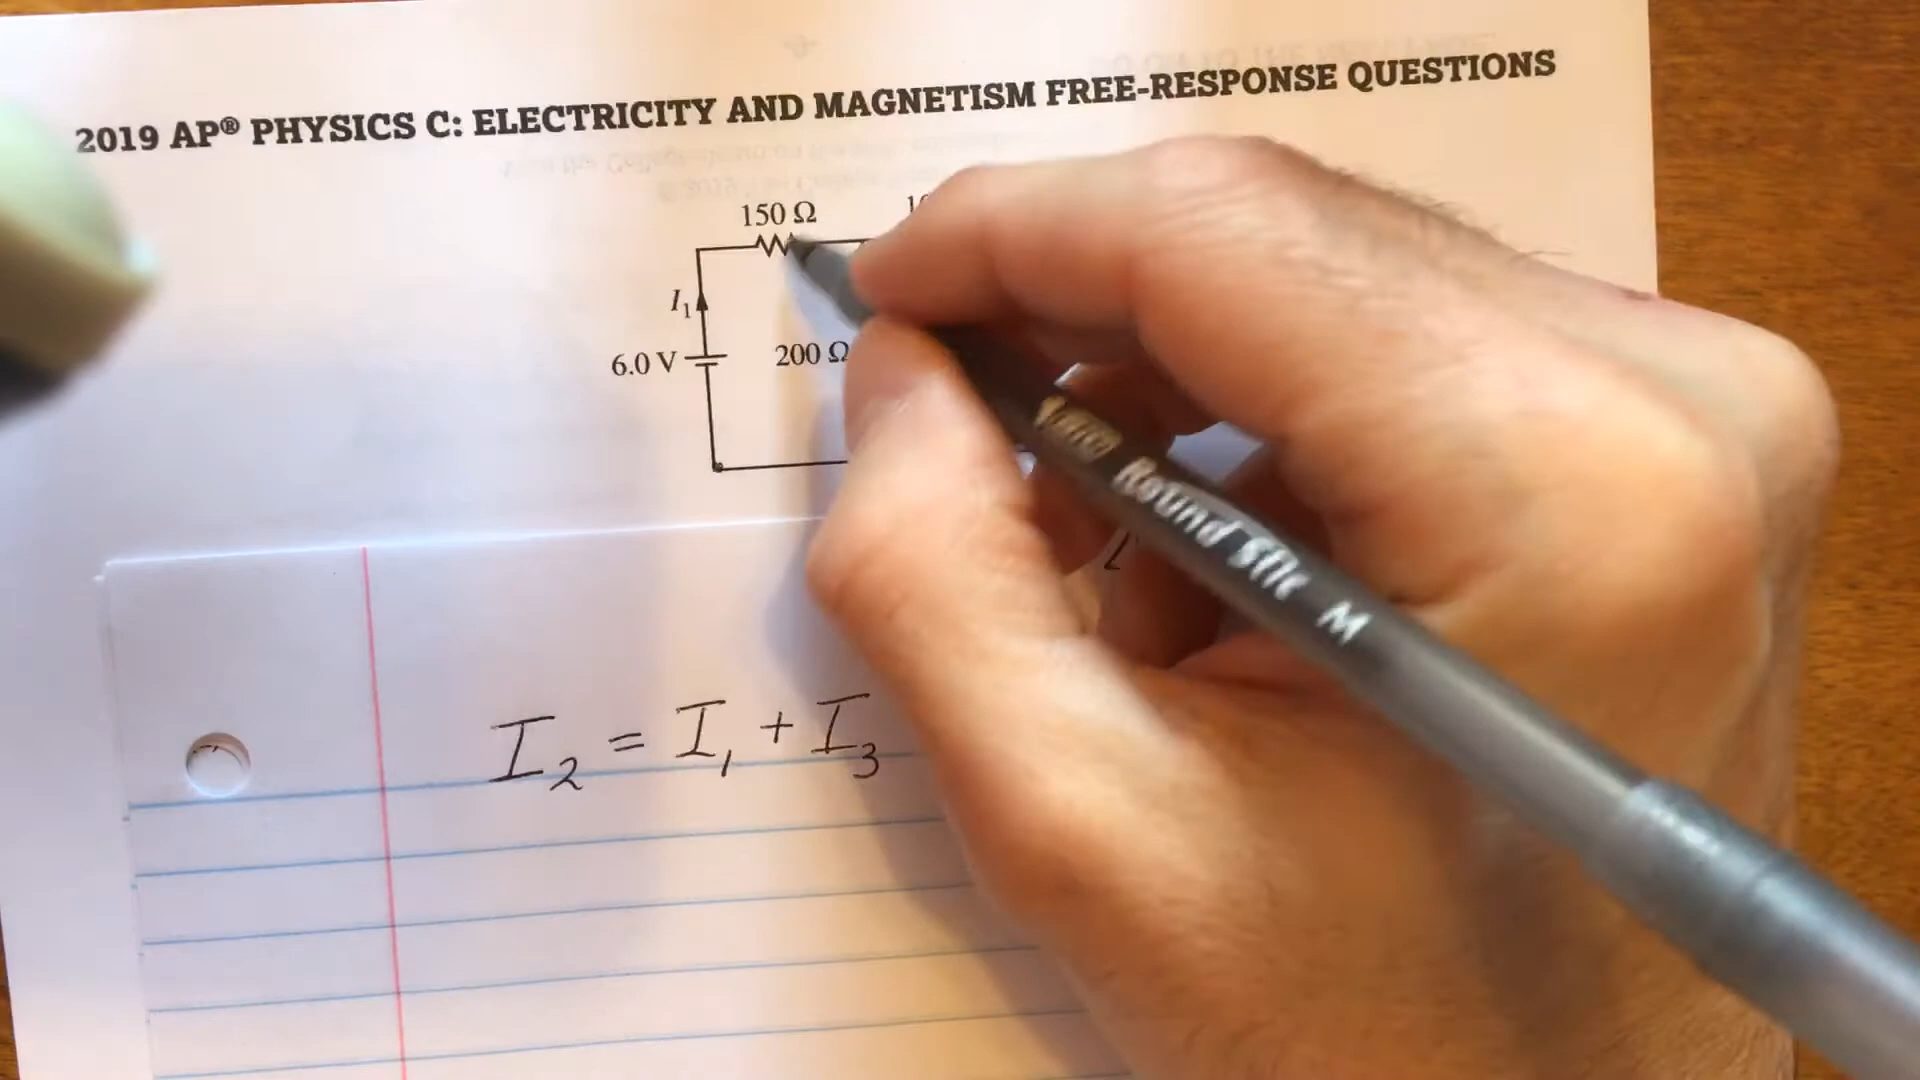 2019 AP® PHYSICS C: ELECTRICITY AND MAGNETISM FREE-RESPONSE QUESTIONS
150 Ω
I₁
6.0 V
200 Ω
I₂ = I₁ + I₃
Round Stic M